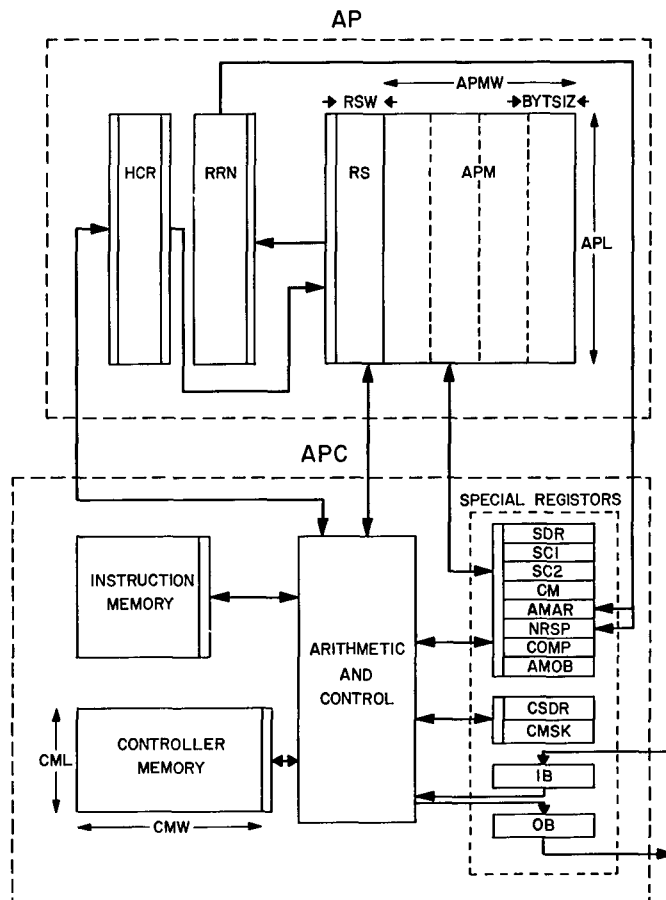 AP
APMW
RSW
BYTSIZ
HCR
RRN
RS
APM
APL
APC
SPECIAL REGISTORS
SDR
SC1
SC2
CM
AMAR
NRSP
COMP
AMOB
INSTRUCTION
MEMORY
ARITHMETIC
AND
CONTROL
CSDR
CMSK
CONTROLLER
MEMORY
CML
CMW
IB
OB